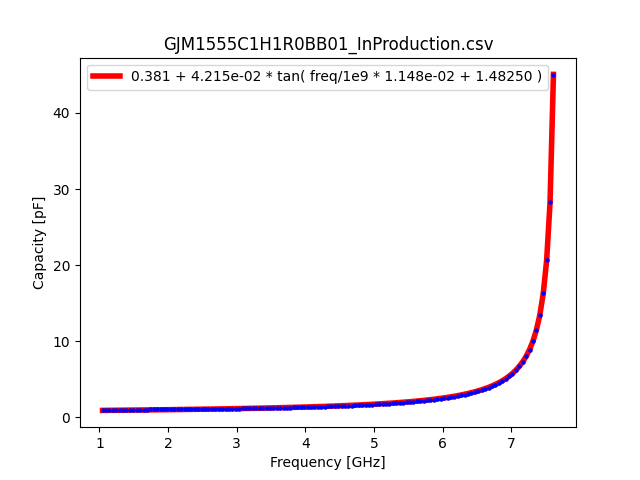 GJM1555C1H1R0BB01_InProduction.csv
0.381 + 4.215e-02 * tan( freq/1e9 * 1.148e-02 + 1.48250 )
40
30
20
10
0
Capacity [pF]
1 2 3 4 5 6 7
Frequency [GHz]